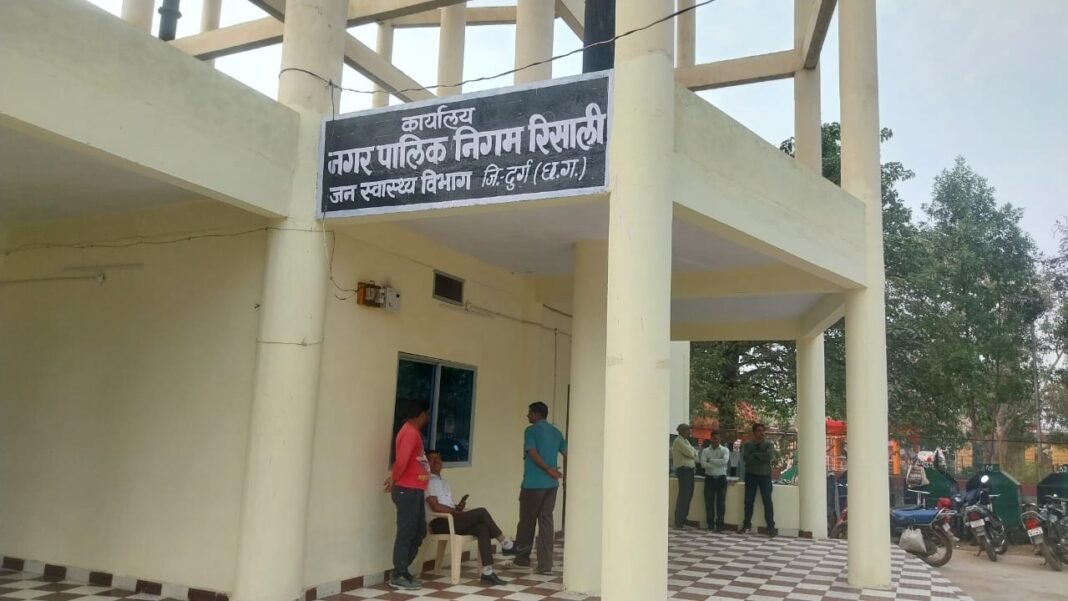 कार्यालय
नगर पालिक निगम रिसाली
जन स्वास्थ्य विभाग जि.-दुर्ग (छ.ग.)